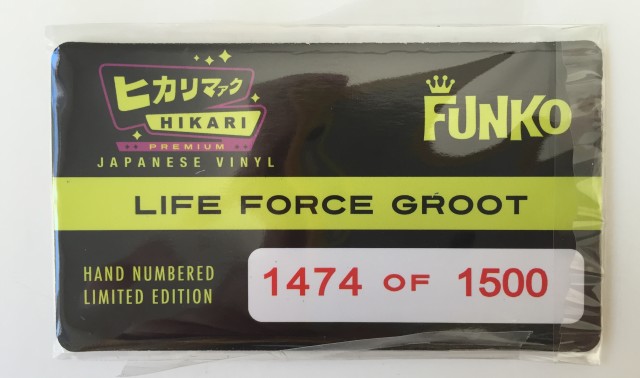 ヒカリマァク
HIKARI
PREMIUM
JAPANESE VINYL
FUNKO
LIFE FORCE GROOT
HAND NUMBERED
LIMITED EDITION
1474 OF 1500